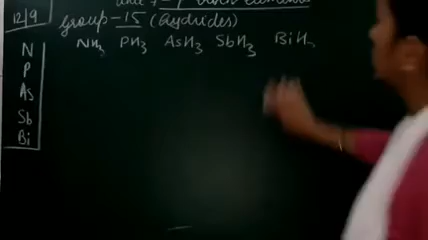 12/9
group-15 (hydrides)
NH3 PH3 AsH3 SbH3 BiH3
N
P
As
Sb
Bi